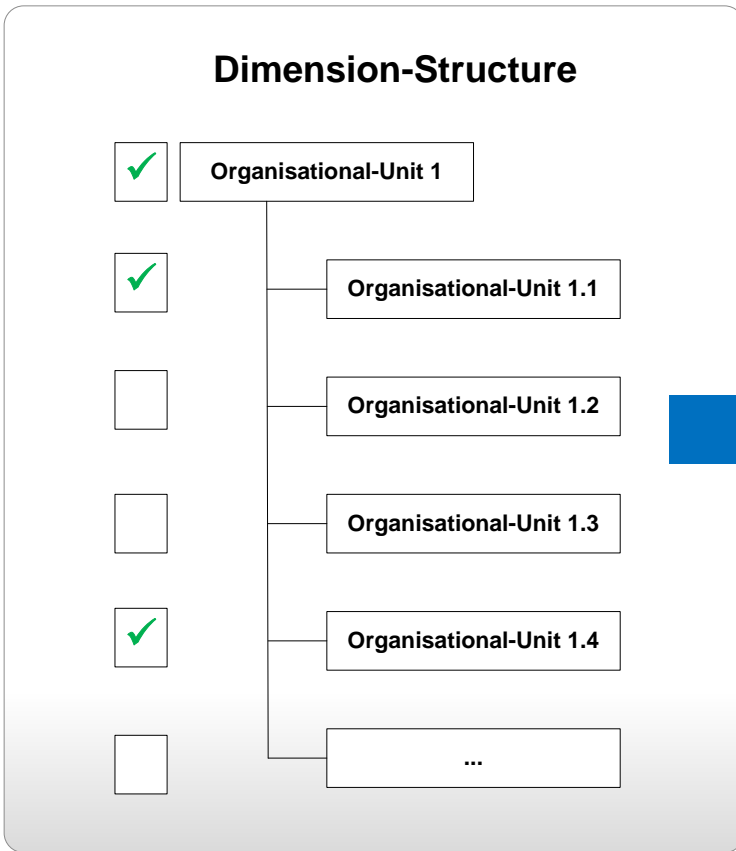 Dimension-Structure
Organisational-Unit 1
Organisational-Unit 1.1
Organisational-Unit 1.2
Organisational-Unit 1.3
Organisational-Unit 1.4
...